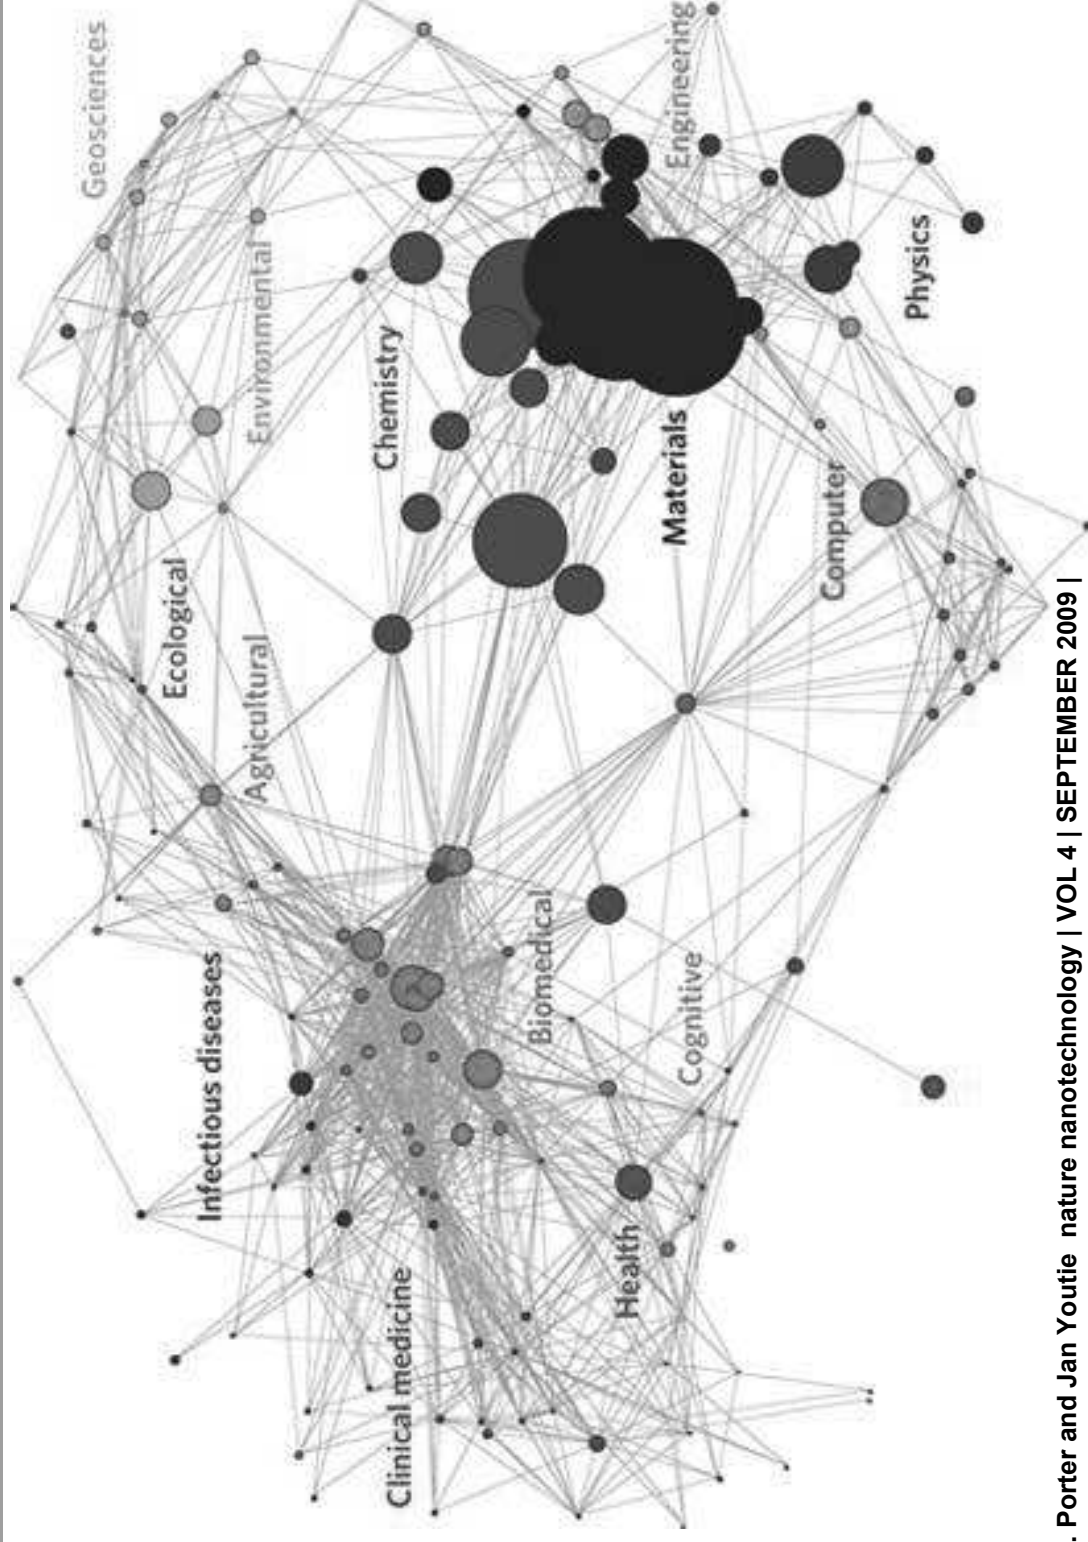 Geosciences
Engineering
Environmental
Physics
Chemistry
Materials
Computer
Ecological
Agricultural
Infectious diseases
Biomedical
Cognitive
Clinical medicine
Health
. Porter and Jan Youtie nature nanotechnology | VOL 4 | SEPTEMBER 2009 |